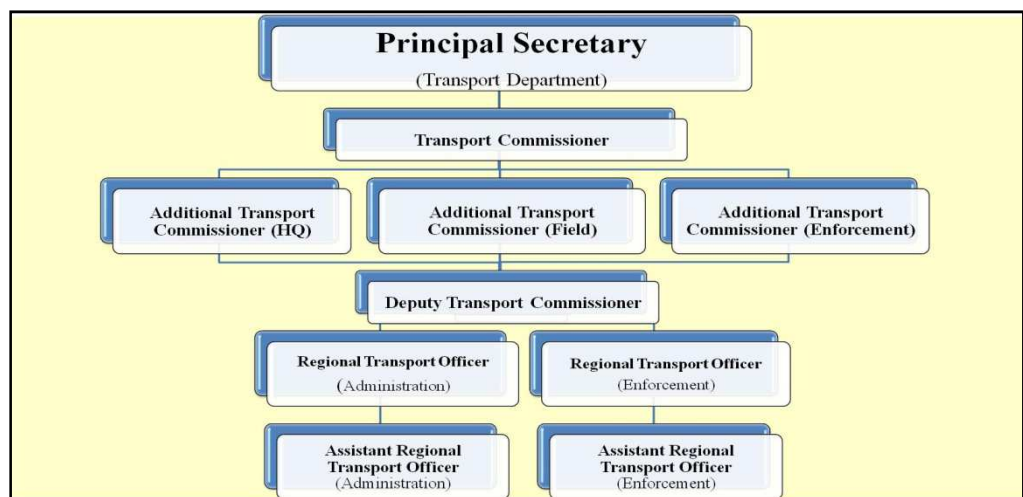 Principal Secretary
(Transport Department)
Transport Commissioner
Additional Transport
Commissioner (HQ)
Additional Transport
Commissioner (Field)
Additional Transport
Commissioner (Enforcement)
Deputy Transport Commissioner
Regional Transport Officer
(Administration)
Regional Transport Officer
(Enforcement)
Assistant Regional
Transport Officer
(Administration)
Assistant Regional
Transport Officer
(Enforcement)